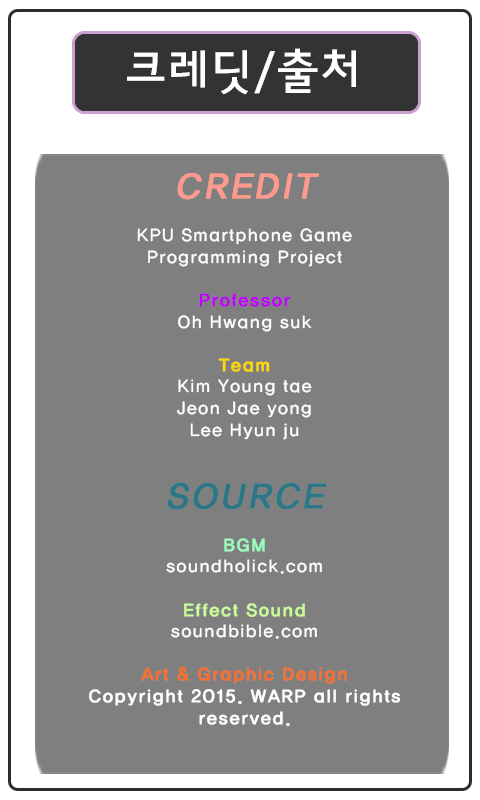 크레딧/출처
CREDIT
KPU Smartphone Game
Programming Project
Professor
Oh Hwang suk
Team
Kim Young tae
Jeon Jae yong
Lee Hyun ju
SOURCE
BGM
soundholick.com
Effect Sound
soundbible.com
Art & Graphic Design
Copyright 2015. WARP all rights
reserved.